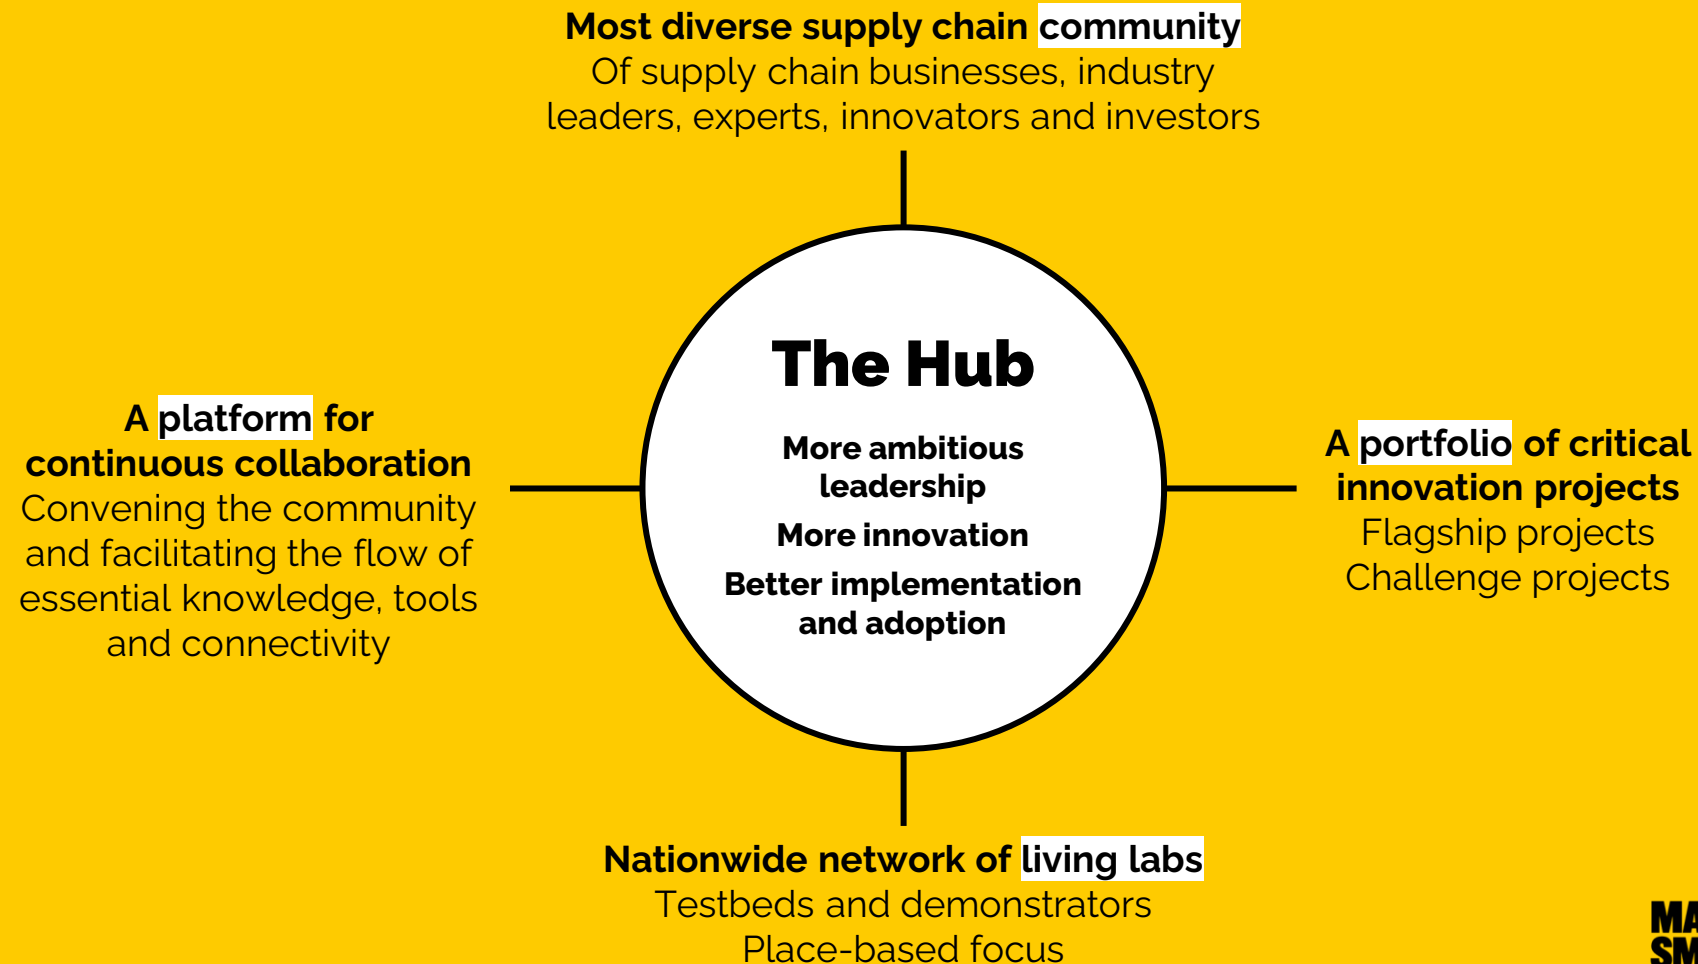 Most diverse supply chain community
Of supply chain businesses, industry
leaders, experts, innovators and investors
The Hub
More ambitious
leadership
More innovation
Better implementation
and adoption
A platform for
continuous collaboration
Convening the community
and facilitating the flow of
essential knowledge, tools
and connectivity
A portfolio of critical
innovation projects
Flagship projects
Challenge projects
Nationwide network of living labs
Testbeds and demonstrators
Place-based focus